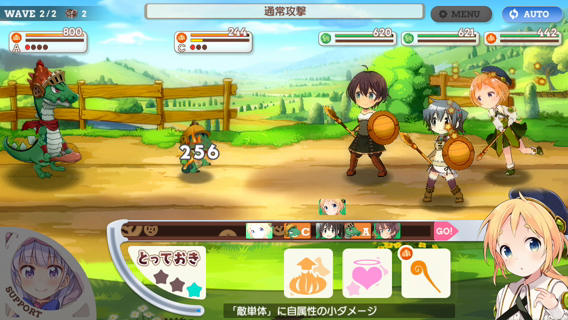 WAVE 2/2 2
通常攻撃
MENU
AUTO
800
244
620
621
442
A
C
256
C
A
GO!
とっておき
SUPPORT
「敵単体」に自属性の小ダメージ